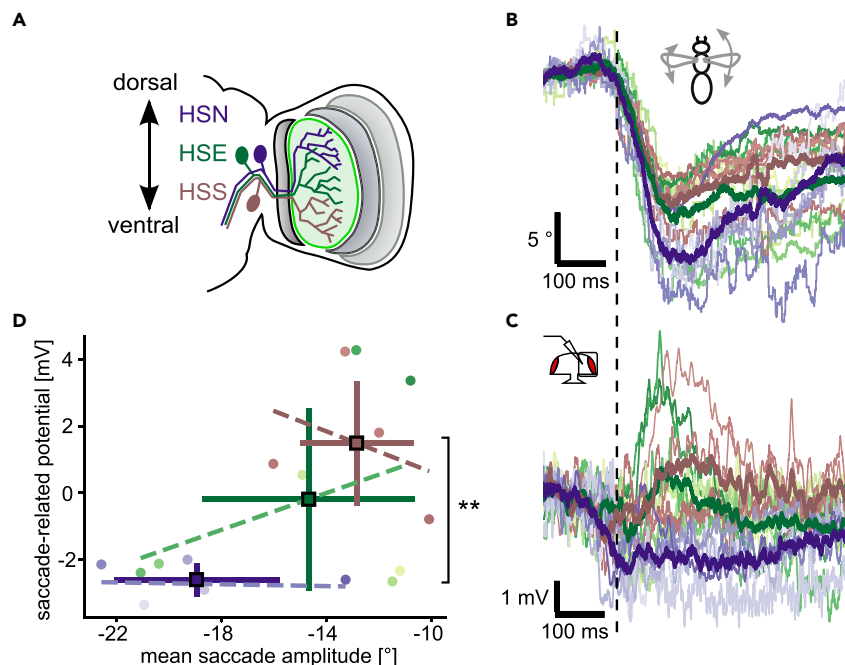 A
dorsal
HSN
HSE
HSS
ventral
B
5 °
100 ms
C
1 mV
100 ms
D
saccade-related potential [mV]
4
2
0
-2
**
-22
-18
-14
-10
mean saccade amplitude [°]